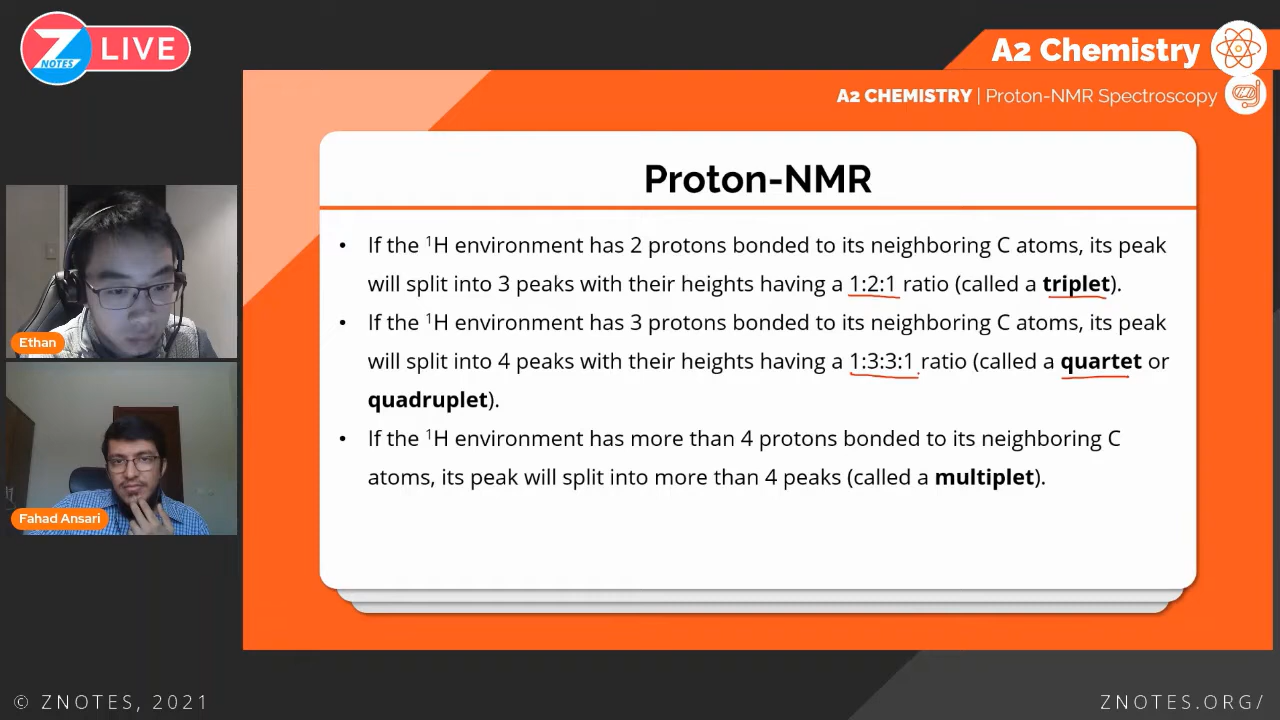 Z
NOTES
LIVE
A2 Chemistry
A2 CHEMISTRY | Proton-NMR Spectroscopy
Proton-NMR
• If the ¹H environment has 2 protons bonded to its neighboring C atoms, its peak
will split into 3 peaks with their heights having a 1:2:1 ratio (called a triplet).
• If the ¹H environment has 3 protons bonded to its neighboring C atoms, its peak
will split into 4 peaks with their heights having a 1:3:3:1 ratio (called a quartet or
quadruplet).
• If the ¹H environment has more than 4 protons bonded to its neighboring C
atoms, its peak will split into more than 4 peaks (called a multiplet).
Ethan
Fahad Ansari
© ZNOTES, 2021
ZNOTES.ORG/